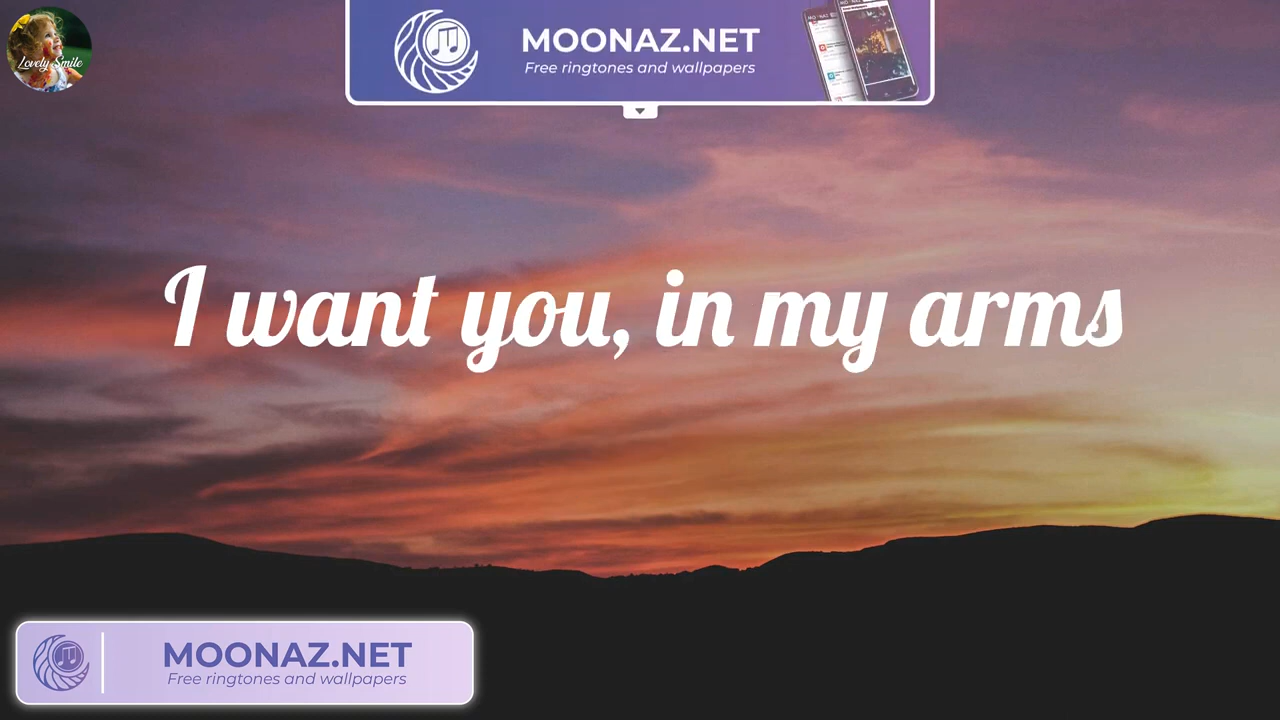 Lovely Smile
MOONAZ.NET
Free ringtones and wallpapers
I want you, in my arms
MOONAZ.NET
Free ringtones and wallpapers